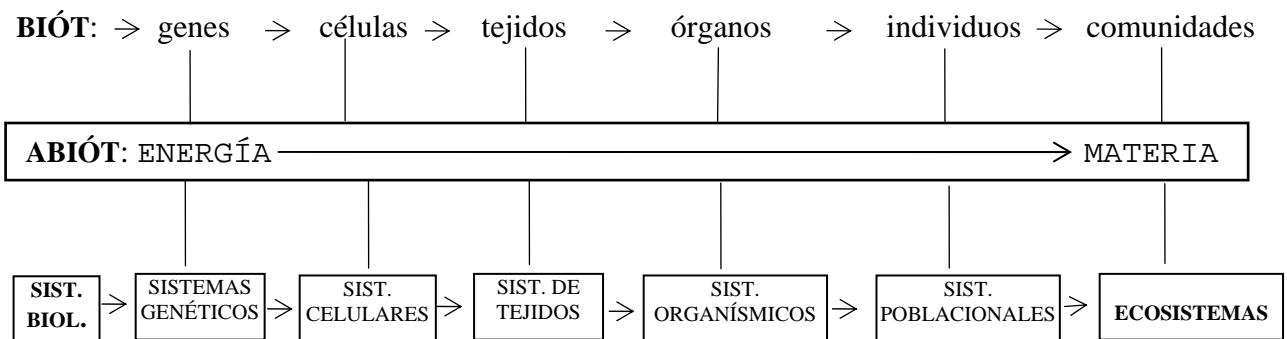 BIÓT: → genes → células → tejidos → órganos → individuos → comunidades
ABIÓT: ENERGÍA → MATERIA
SIST. BIOL. → SISTEMAS GENÉTICOS → SIST. CELULARES → SIST. DE TEJIDOS → SIST. ORGANÍSMICOS → SIST. POBLACIONALES → ECOSISTEMAS